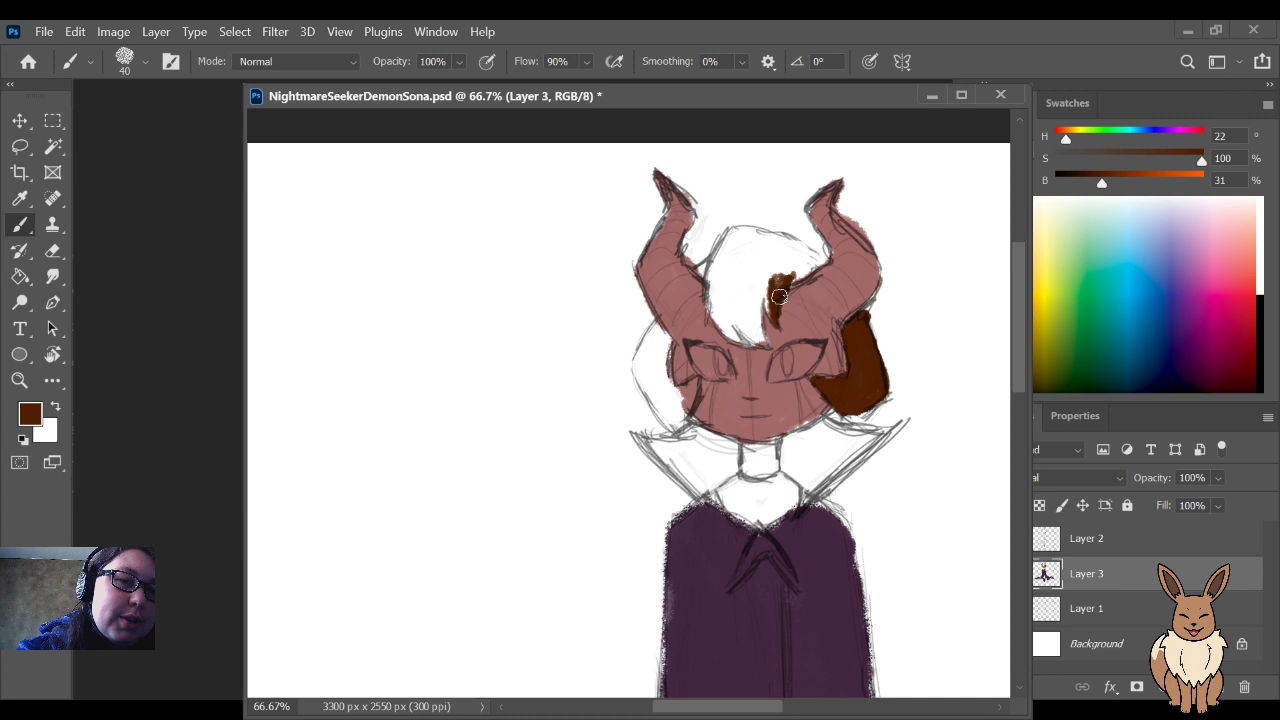 Ps File Edit Image Layer Type Select Filter 3D View Plugins Window Help
40 Mode: Normal Opacity: 100% Flow: 90% Smoothing: 0% 0°
Ps NightmareSeekerDemonSona.psd @ 66.7% (Layer 3, RGB/8) *
Swatches
H 22 °
S 100 %
B 31 %
T
Properties
Opacity: 100%
Fill: 100%
Layer 2
Layer 3
Layer 1
Background
fx
66.67% 3300 px x 2550 px (300 ppi)